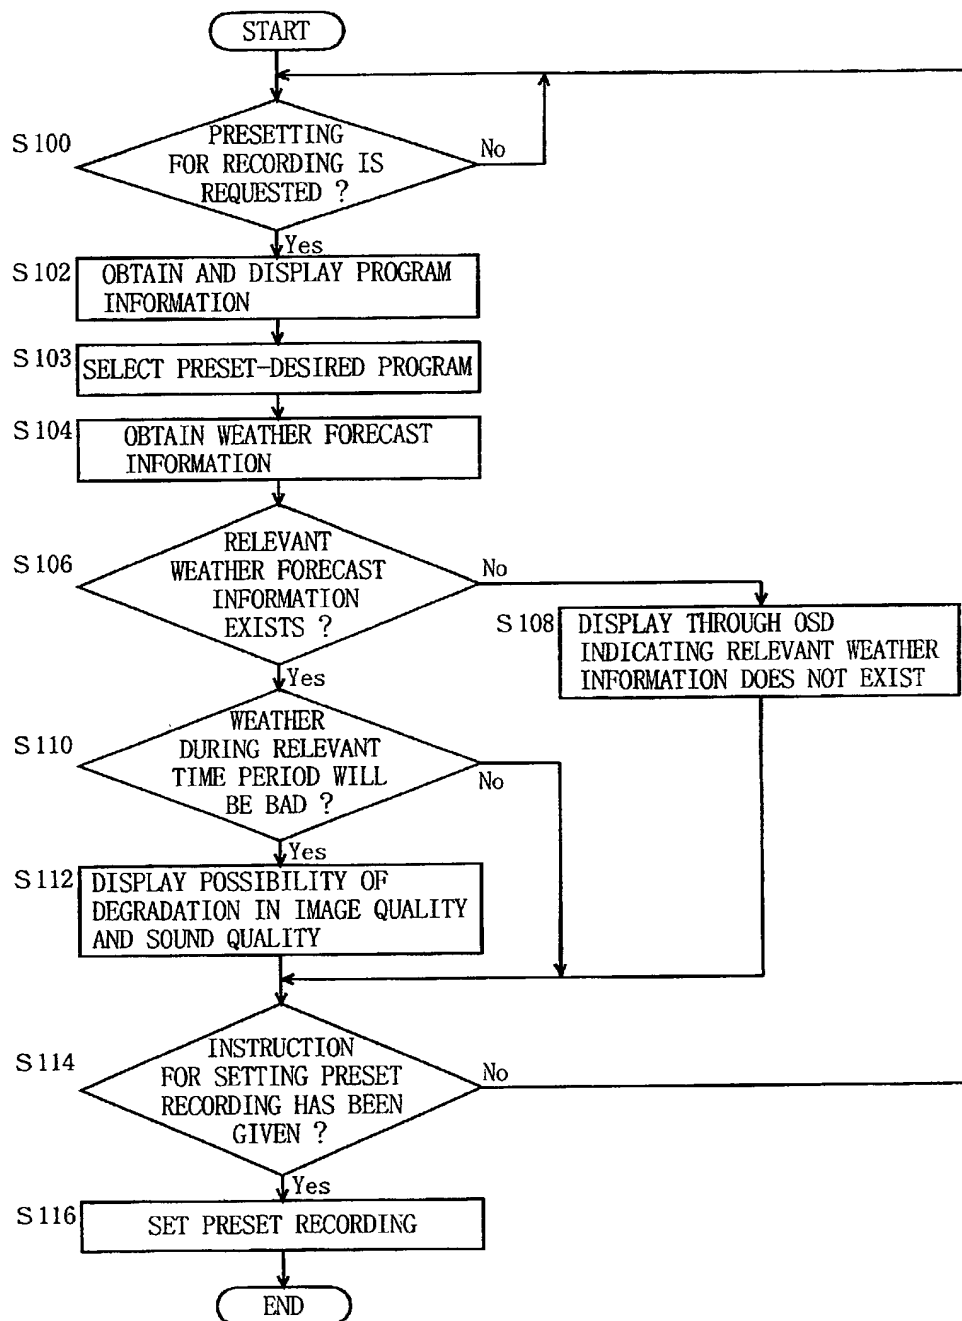 START
S100
PRESETTING
FOR RECORDING IS
REQUESTED ?
No
Yes
S102
OBTAIN AND DISPLAY PROGRAM
INFORMATION
S103
SELECT PRESET-DESIRED PROGRAM
S104
OBTAIN WEATHER FORECAST
INFORMATION
S106
RELEVANT
WEATHER FORECAST
INFORMATION
EXISTS ?
No
Yes
S108
DISPLAY THROUGH OSD
INDICATING RELEVANT WEATHER
INFORMATION DOES NOT EXIST
S110
WEATHER
DURING RELEVANT
TIME PERIOD WILL
BE BAD ?
No
Yes
S112
DISPLAY POSSIBILITY OF
DEGRADATION IN IMAGE QUALITY
AND SOUND QUALITY
S114
INSTRUCTION
FOR SETTING PRESET
RECORDING HAS BEEN
GIVEN ?
No
Yes
S116
SET PRESET RECORDING
END